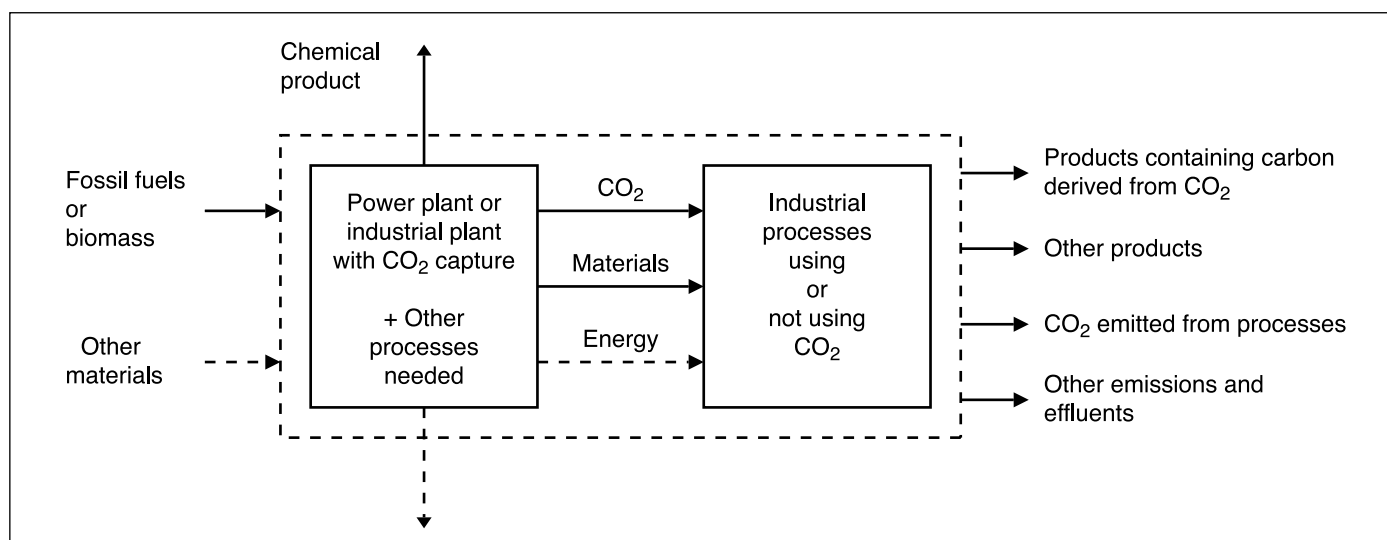 Chemical
product
Fossil fuels
or
biomass
Other
materials
Power plant or
industrial plant
with CO₂ capture
+ Other
processes
needed
CO₂
Materials
Energy
Industrial
processes
using
or
not using
CO₂
Products containing carbon
derived from CO₂
Other products
CO₂ emitted from processes
Other emissions and
effluents